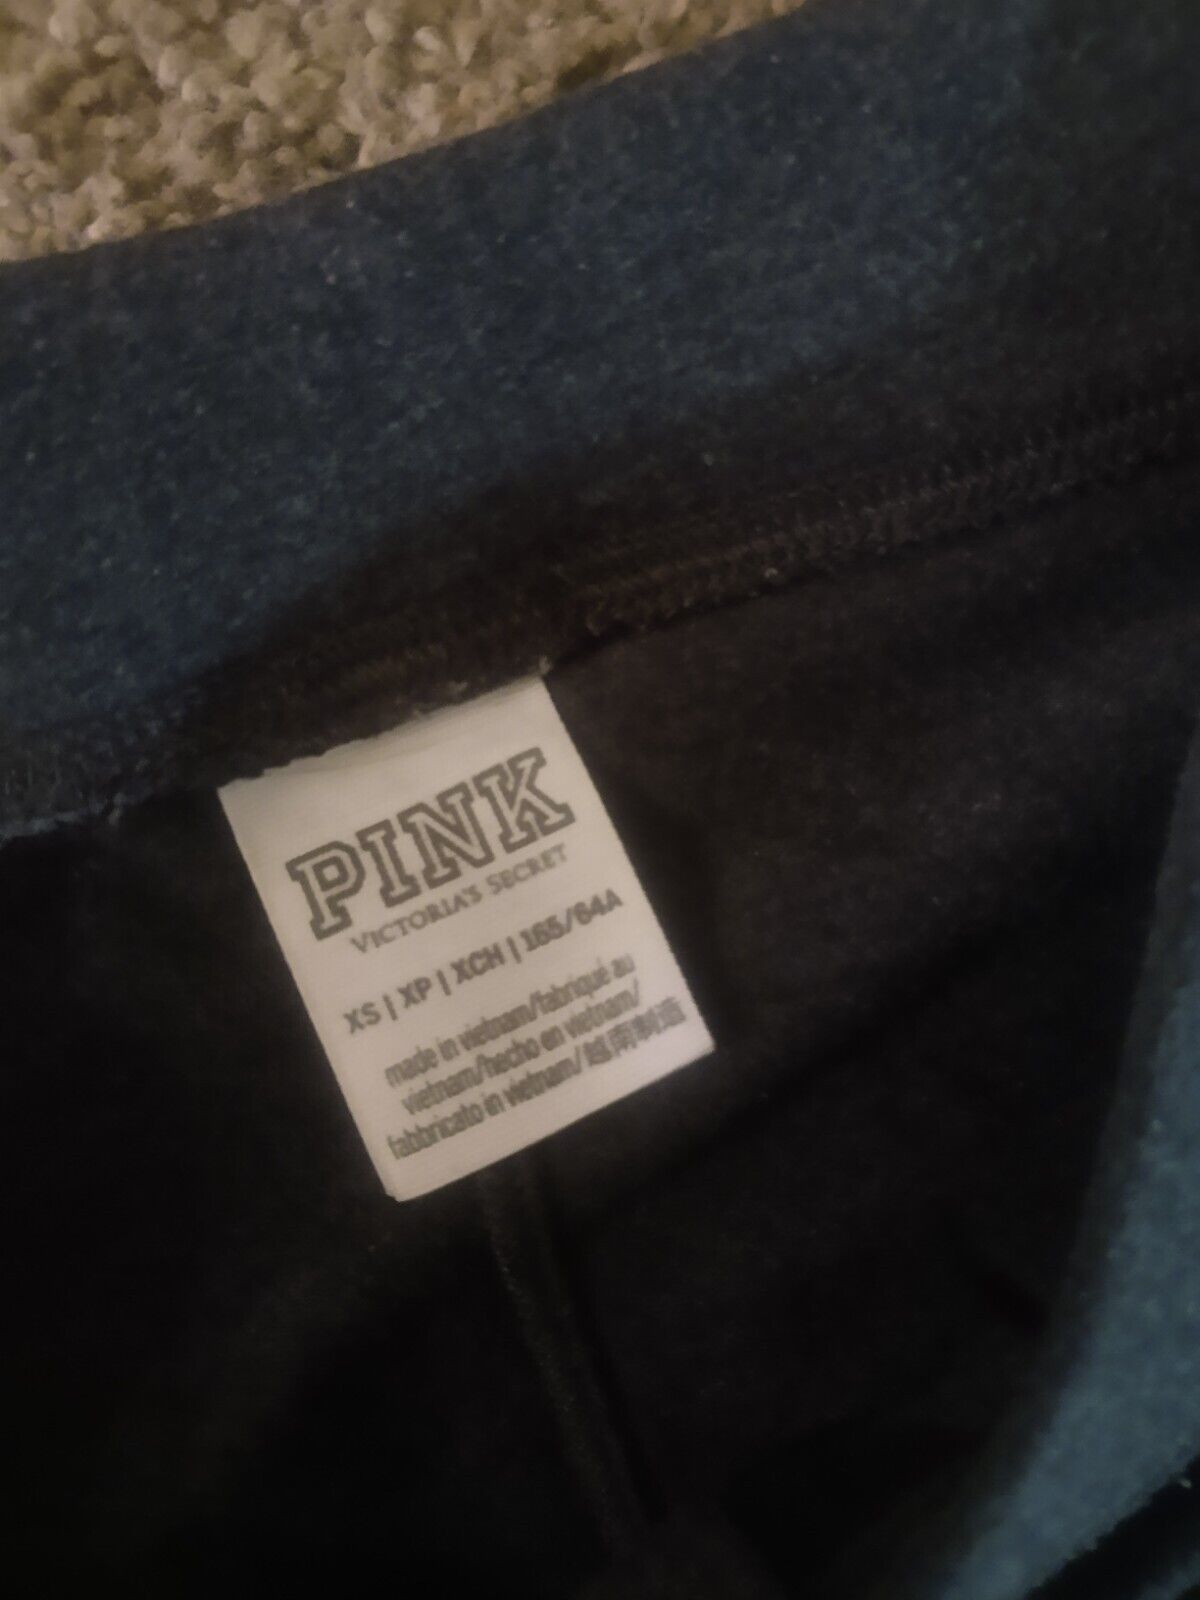 PINK
VICTORIA'S SECRET
XS | XP | XCH | 165/64A
made in vietnam/fabriqué au
vietnam/hecho en vietnam/
fabbricato in vietnam/越南制造